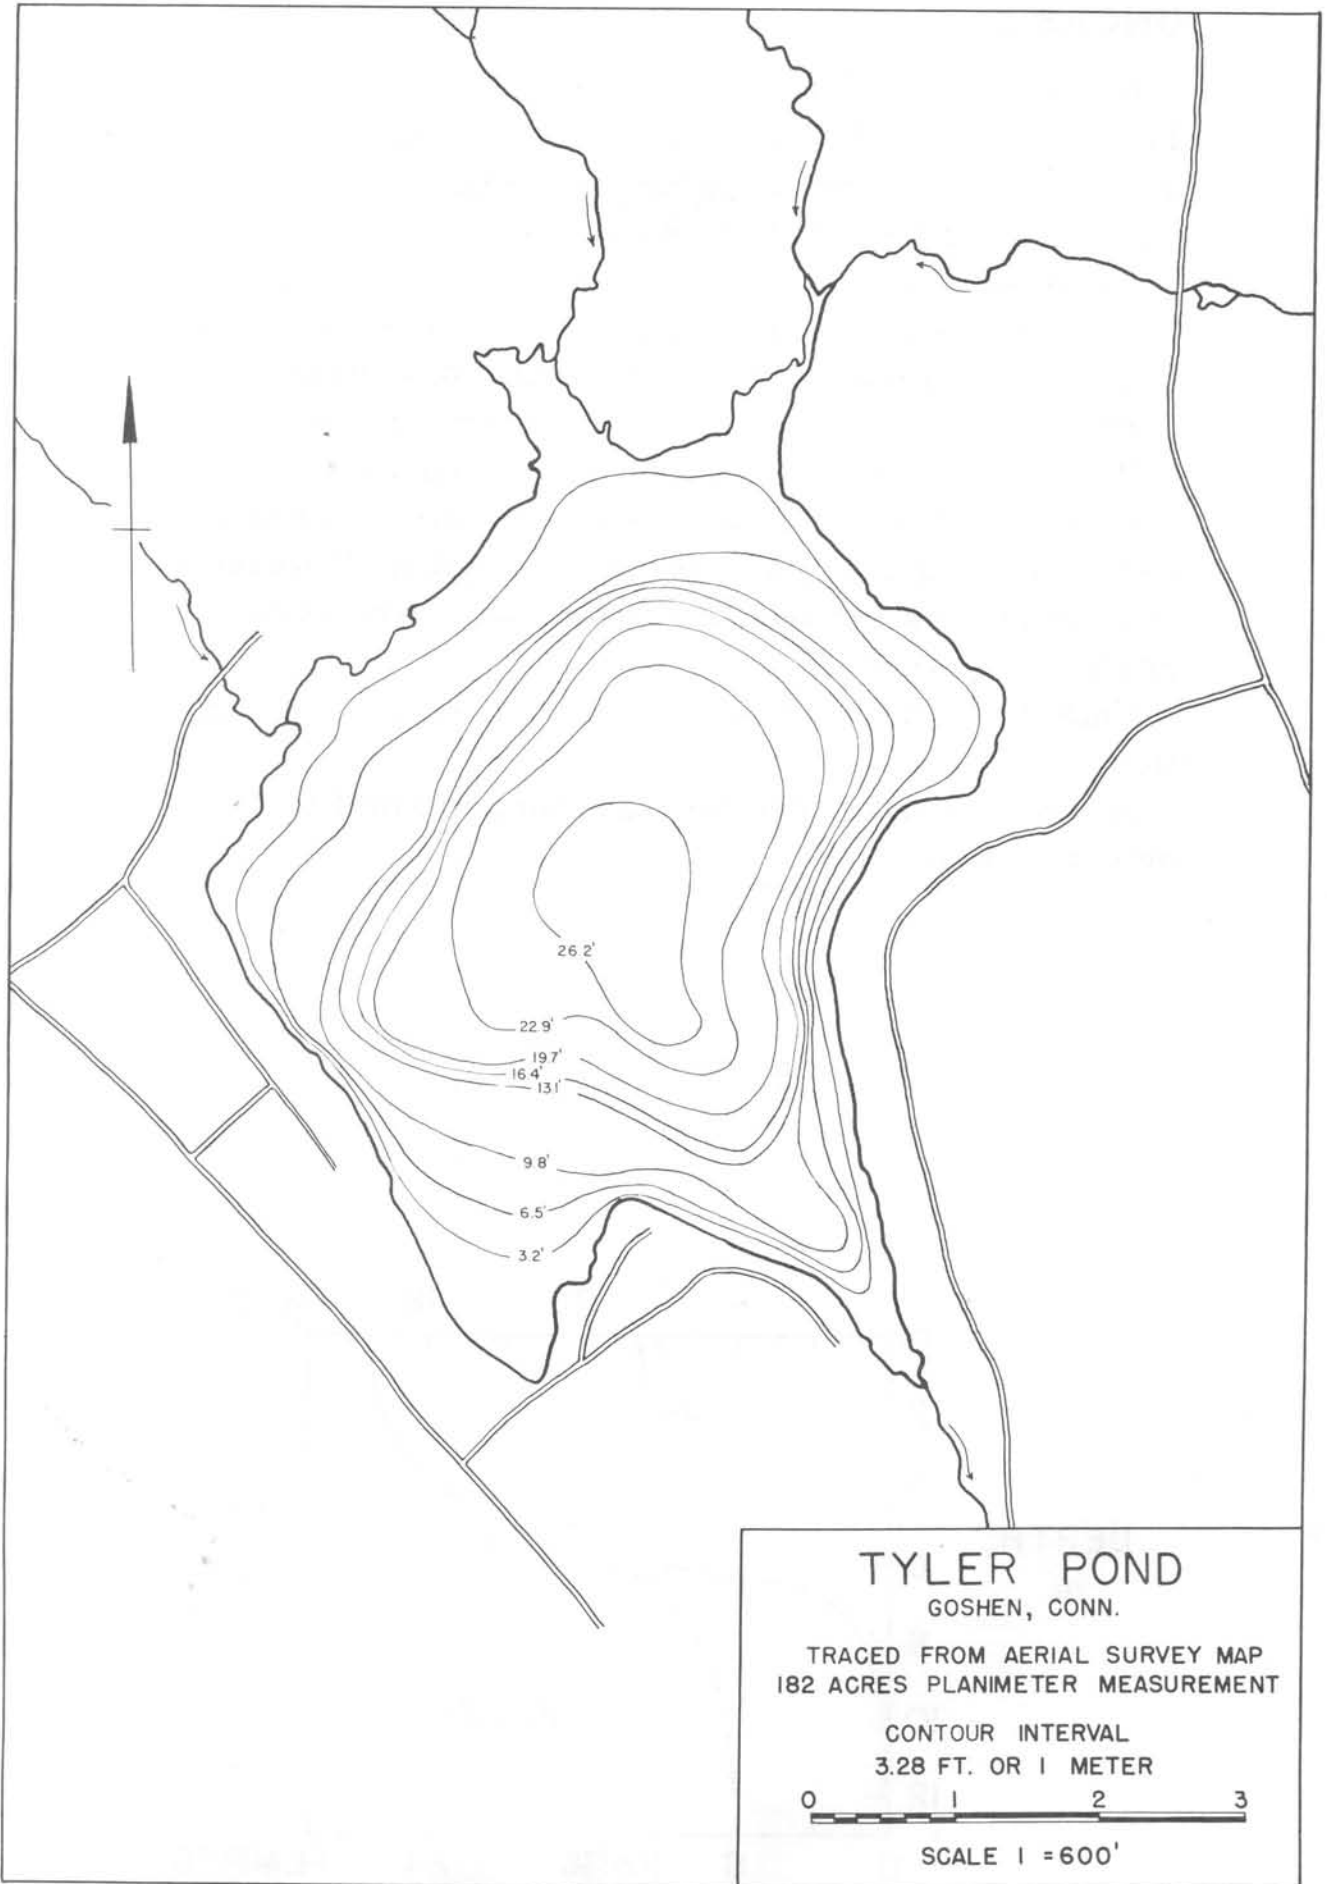 26.2'
22.9'
19.7'
16.4'
13.1'
9.8'
6.5'
3.2'
TYLER POND
GOSHEN, CONN.
TRACED FROM AERIAL SURVEY MAP
182 ACRES PLANIMETER MEASUREMENT
CONTOUR INTERVAL
3.28 FT. OR 1 METER
0 1 2 3
SCALE 1 = 600'